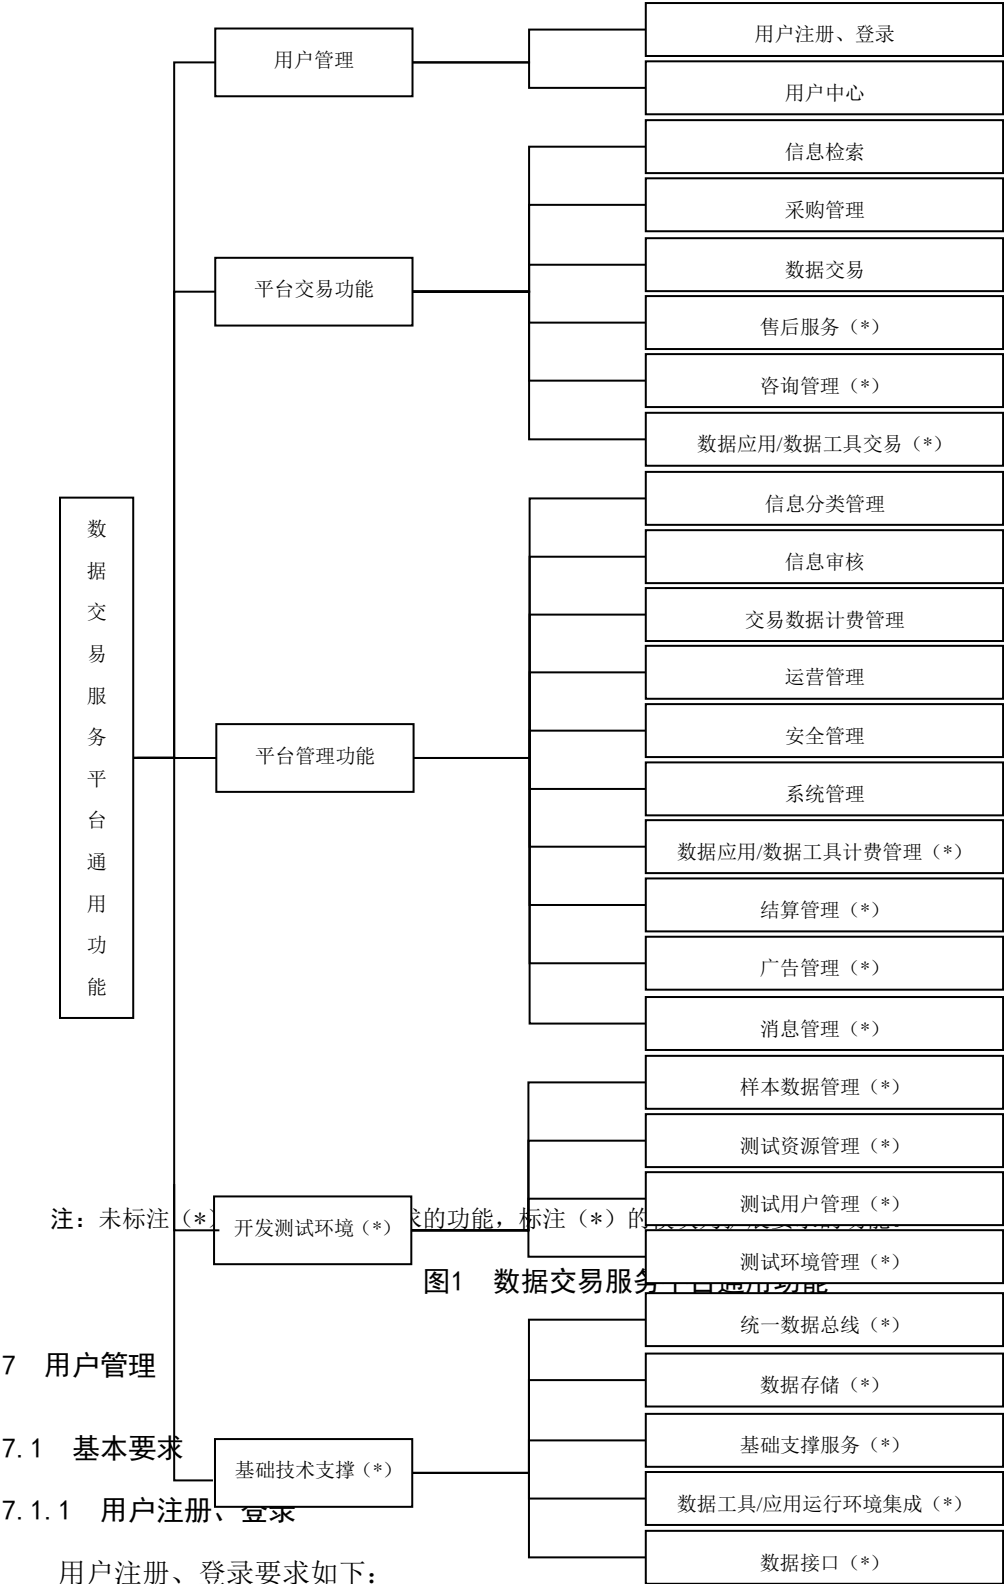 数据交易服务平台通用功能
用户管理
用户注册、登录
用户中心
平台交易功能
信息检索
采购管理
数据交易
售后服务（*）
咨询管理（*）
数据应用/数据工具交易（*）
平台管理功能
信息分类管理
信息审核
交易数据计费管理
运营管理
安全管理
系统管理
数据应用/数据工具计费管理（*）
结算管理（*）
广告管理（*）
消息管理（*）
开发测试环境（*）
样本数据管理（*）
测试资源管理（*）
测试用户管理（*）
测试环境管理（*）
基础技术支撑（*）
统一数据总线（*）
数据存储（*）
基础支撑服务（*）
数据工具/应用运行环境集成（*）
数据接口（*）
注：未标注（* 的功能，标注（*）的
图1 数据交易服务平台通用功能
7 用户管理
7.1 基本要求
7.1.1 用户注册、登录
用户注册、登录要求如下：